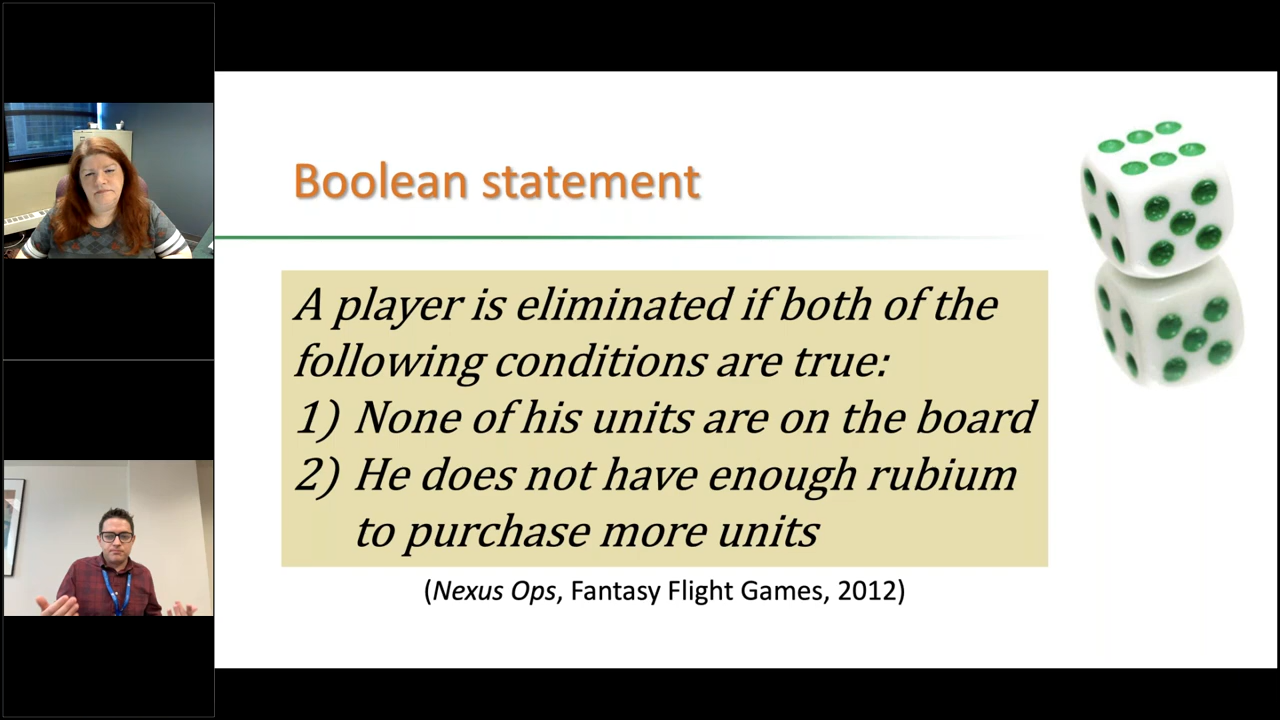 Boolean statement
A player is eliminated if both of the
following conditions are true:
1) None of his units are on the board
2) He does not have enough rubium
to purchase more units
(Nexus Ops, Fantasy Flight Games, 2012)